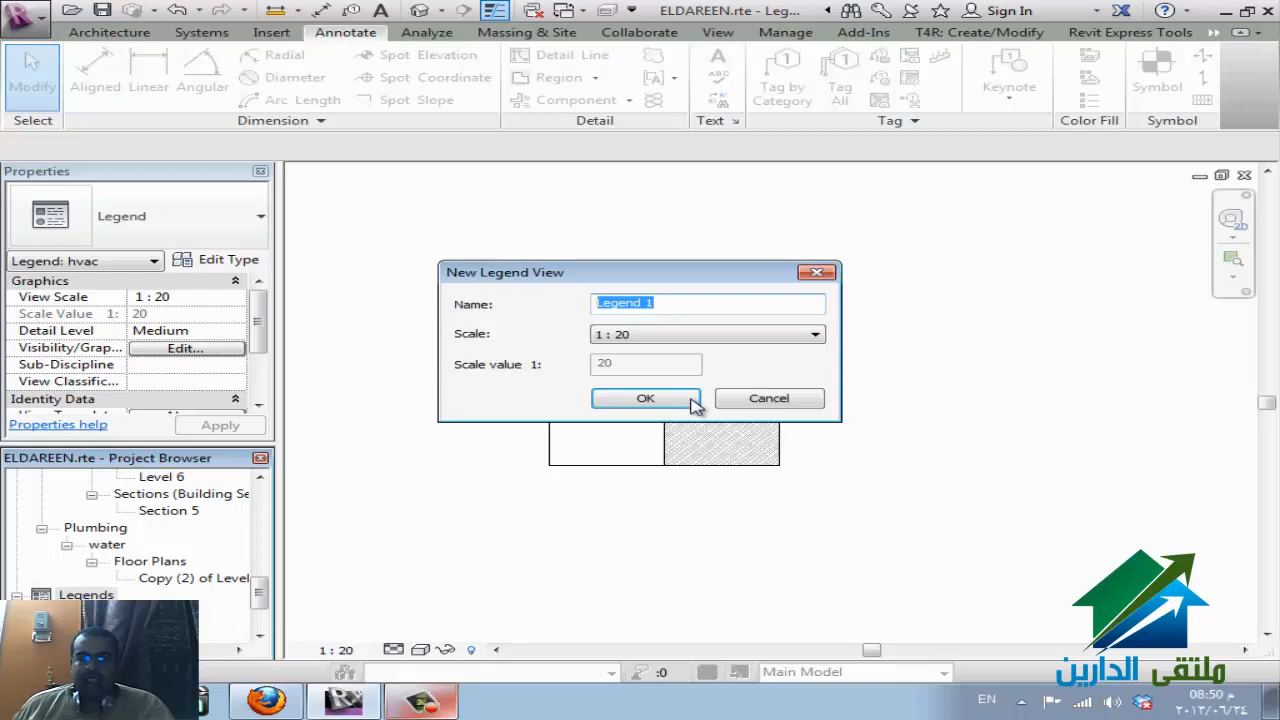 ELDAREEN.rte - Leg...
Sign In
Architecture Systems Insert Annotate Analyze Massing & Site Collaborate View Manage Add-Ins T4R: Create/Modify Revit Express Tools
Modify
Aligned Linear Angular
Radial
Diameter
Arc Length
Spot Elevation
Spot Coordinate
Spot Slope
Detail Line
Region
Component
Tag by Category
Tag All
Keynote
Symbol
Select Dimension Detail Text Tag Color Fill Symbol
Properties
Legend
Legend: hvac Edit Type
Graphics
View Scale 1 : 20
Scale Value 1: 20
Detail Level Medium
Visibility/Grap... Edit...
Sub-Discipline
View Classific...
Identity Data
Properties help Apply
ELDAREEN.rte - Project Browser
Level 6
Sections (Building Se
Section 5
Plumbing
water
Floor Plans
Copy (2) of Level
Legends
New Legend View
Name: Legend 1
Scale: 1 : 20
Scale value 1: 20
OK Cancel
2D
1 : 20
:0
Main Model
ملتقى الدارين
EN
08:50 م
٢٠١٣/٠٦/٢٤